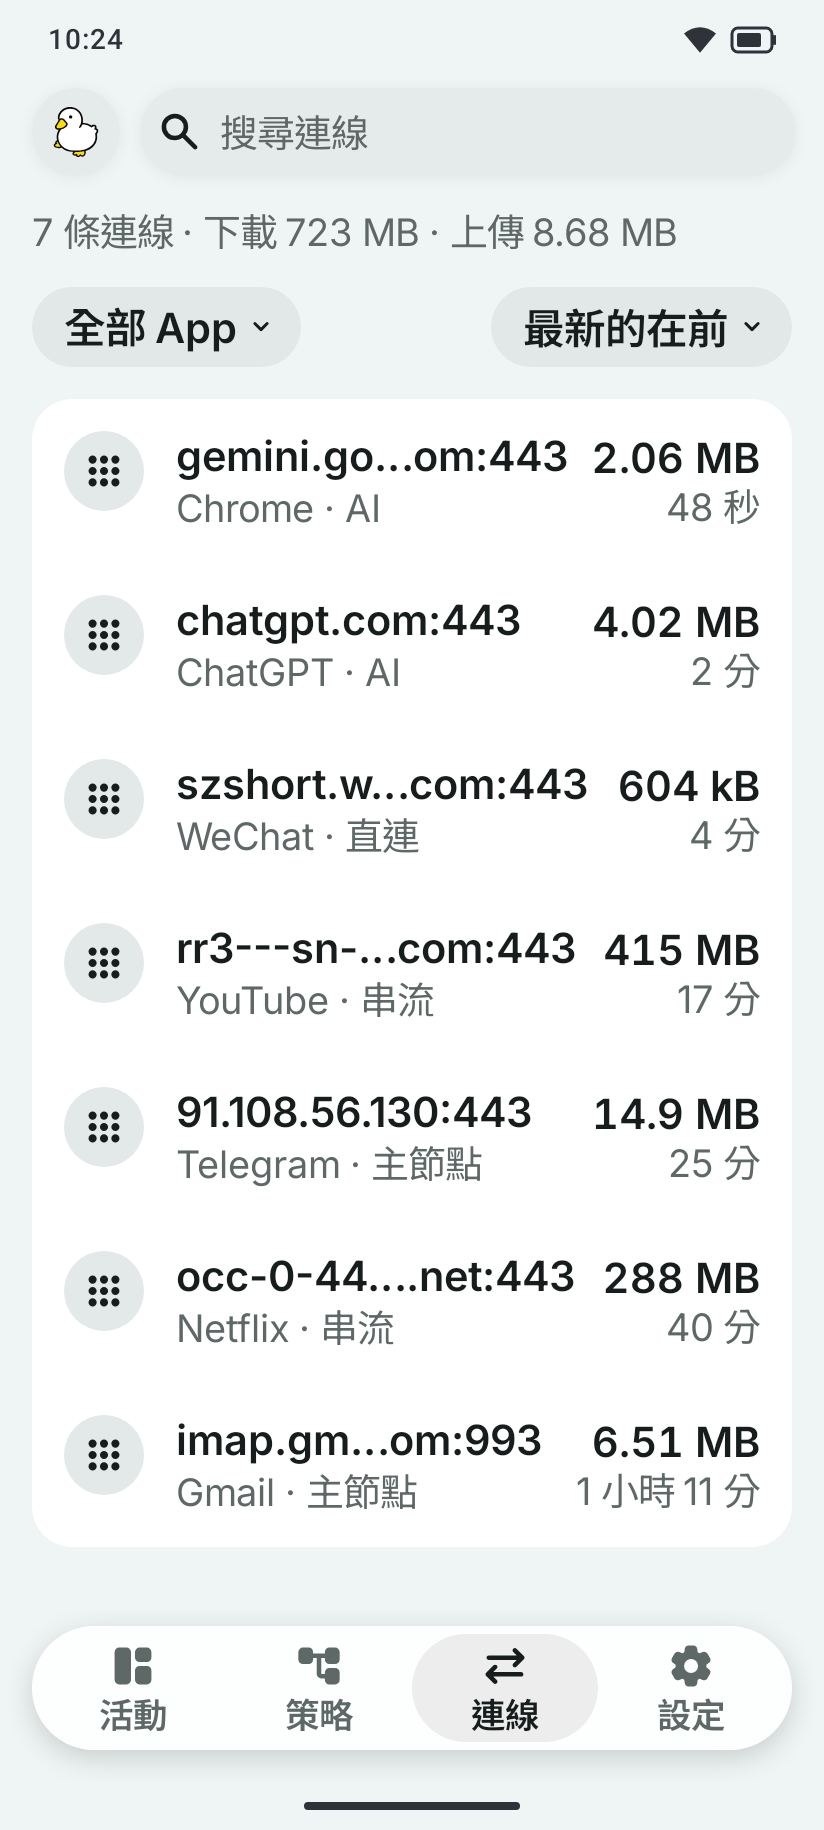 10:24
搜尋連線
7 條連線 · 下載 723 MB · 上傳 8.68 MB
全部 App
最新的在前
gemini.go...om:443 2.06 MB
Chrome · AI 48 秒
chatgpt.com:443 4.02 MB
ChatGPT · AI 2 分
szshort.w...com:443 604 kB
WeChat · 直連 4 分
rr3---sn-...com:443 415 MB
YouTube · 串流 17 分
91.108.56.130:443 14.9 MB
Telegram · 主節點 25 分
occ-0-44....net:443 288 MB
Netflix · 串流 40 分
imap.gm...om:993 6.51 MB
Gmail · 主節點 1 小時 11 分
活動 策略 連線 設定